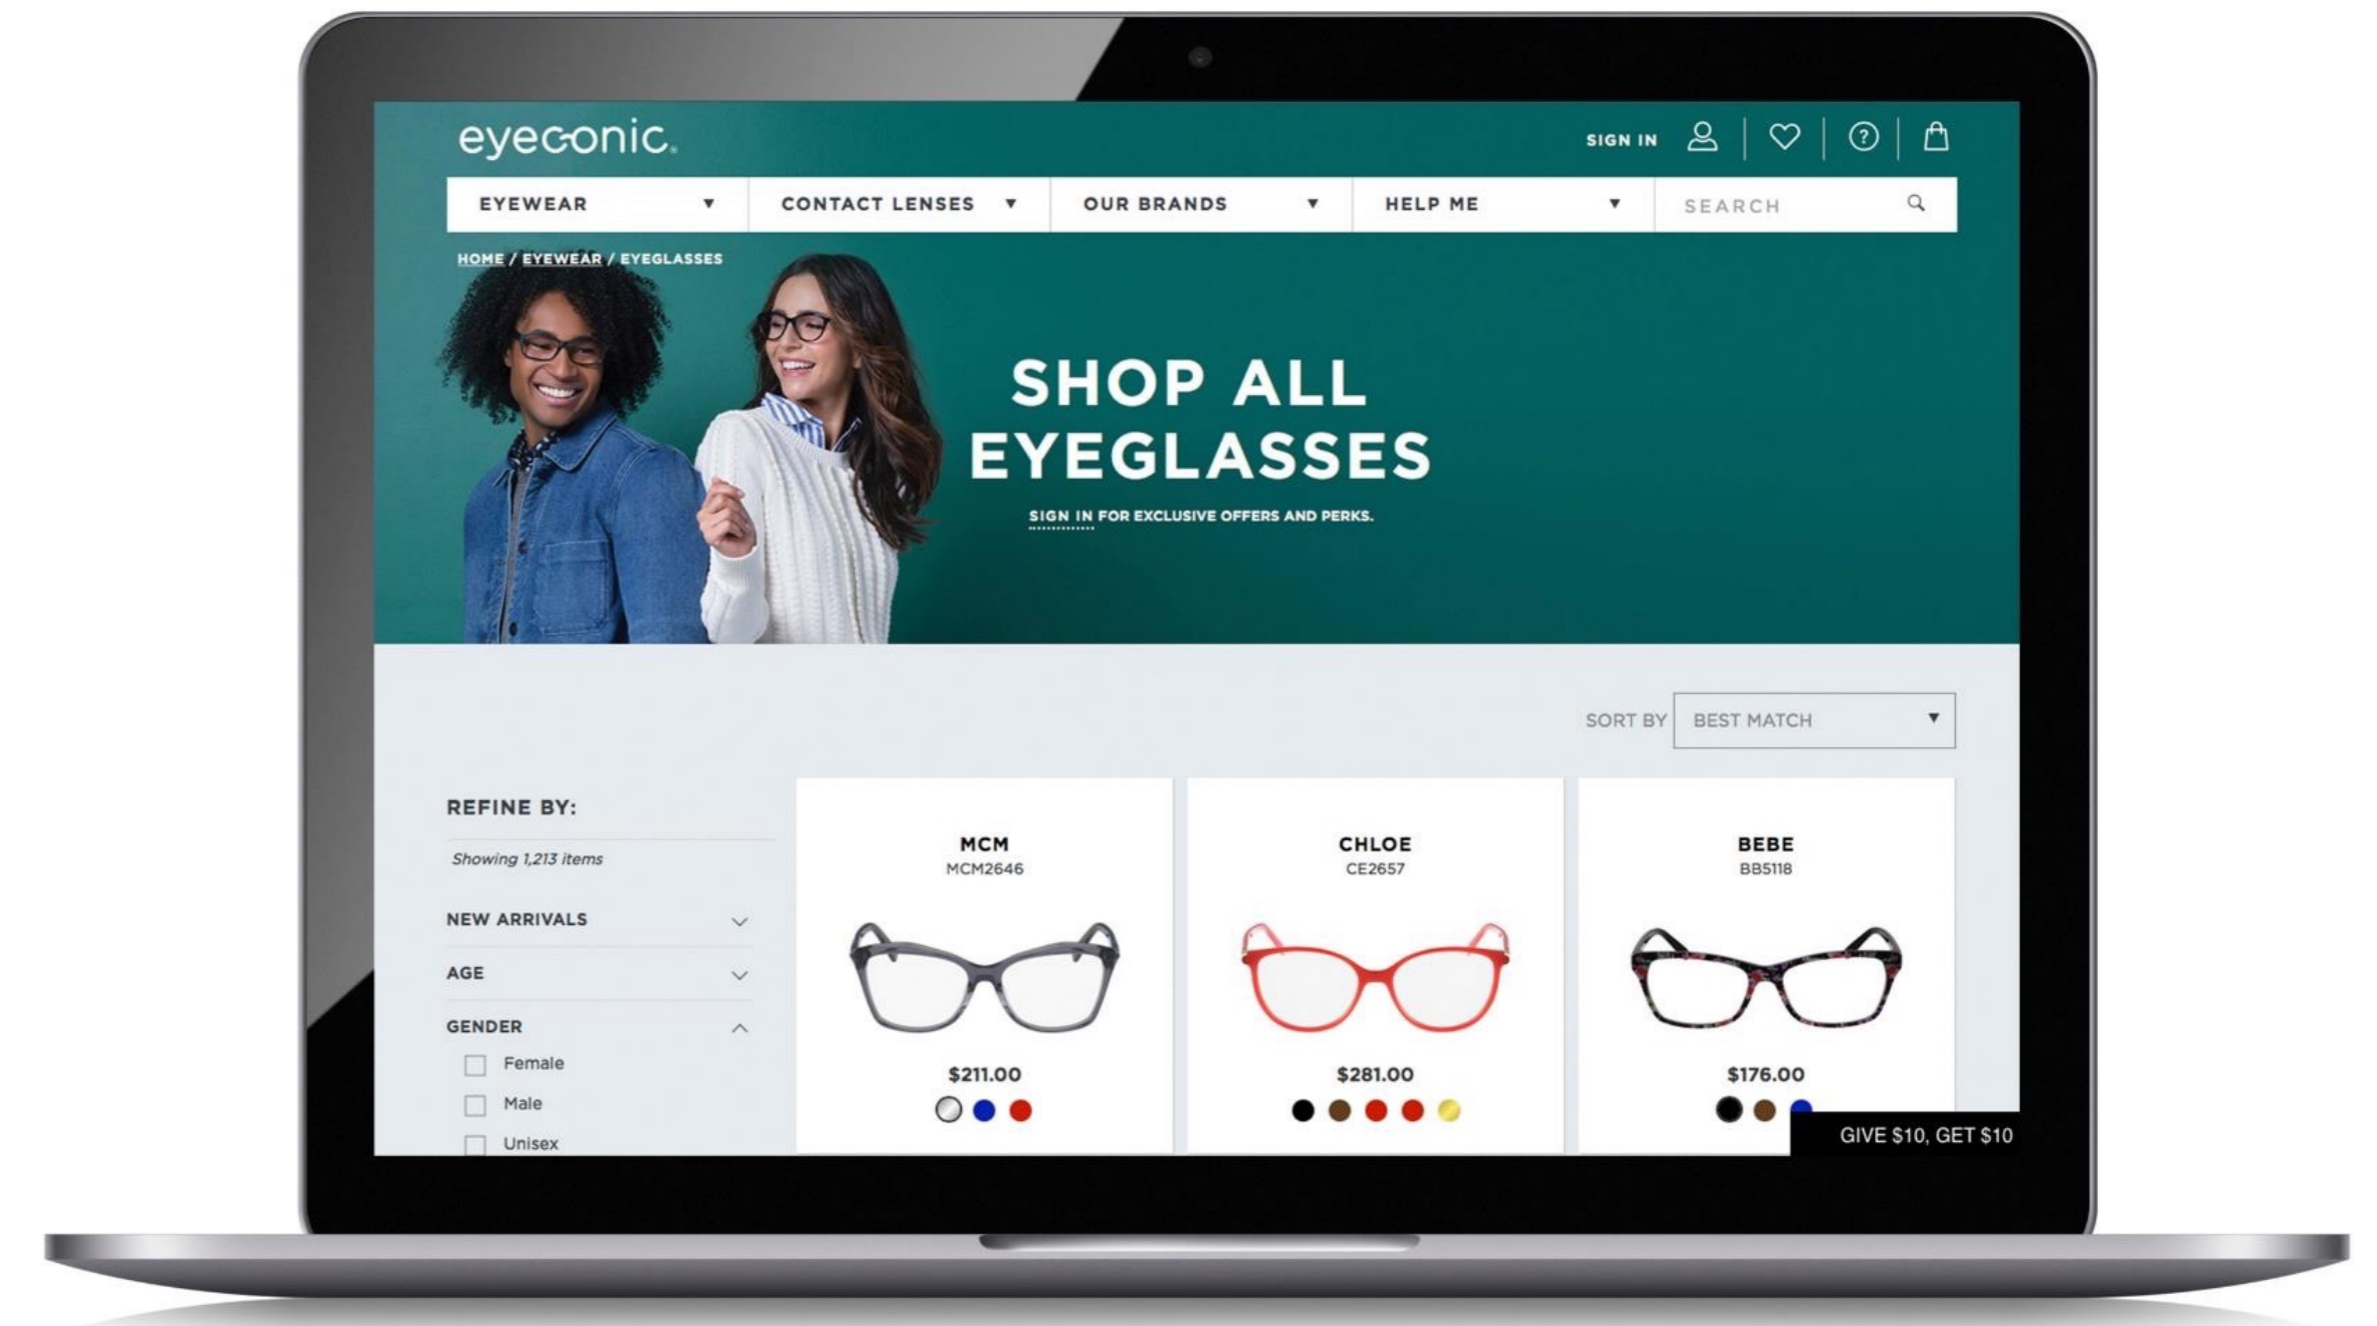 eyeconic®
SIGN IN
EYEWEAR
CONTACT LENSES
OUR BRANDS
HELP ME
SEARCH
HOME / EYEWEAR / EYEGLASSES
SHOP ALL
EYEGLASSES
SIGN IN FOR EXCLUSIVE OFFERS AND PERKS.
SORT BY
BEST MATCH
REFINE BY:
Showing 1,213 items
NEW ARRIVALS
AGE
GENDER
Female
Male
Unisex
MCM
MCM2646
$211.00
CHLOE
CE2657
$281.00
BEBE
BB5118
$176.00
GIVE $10, GET $10